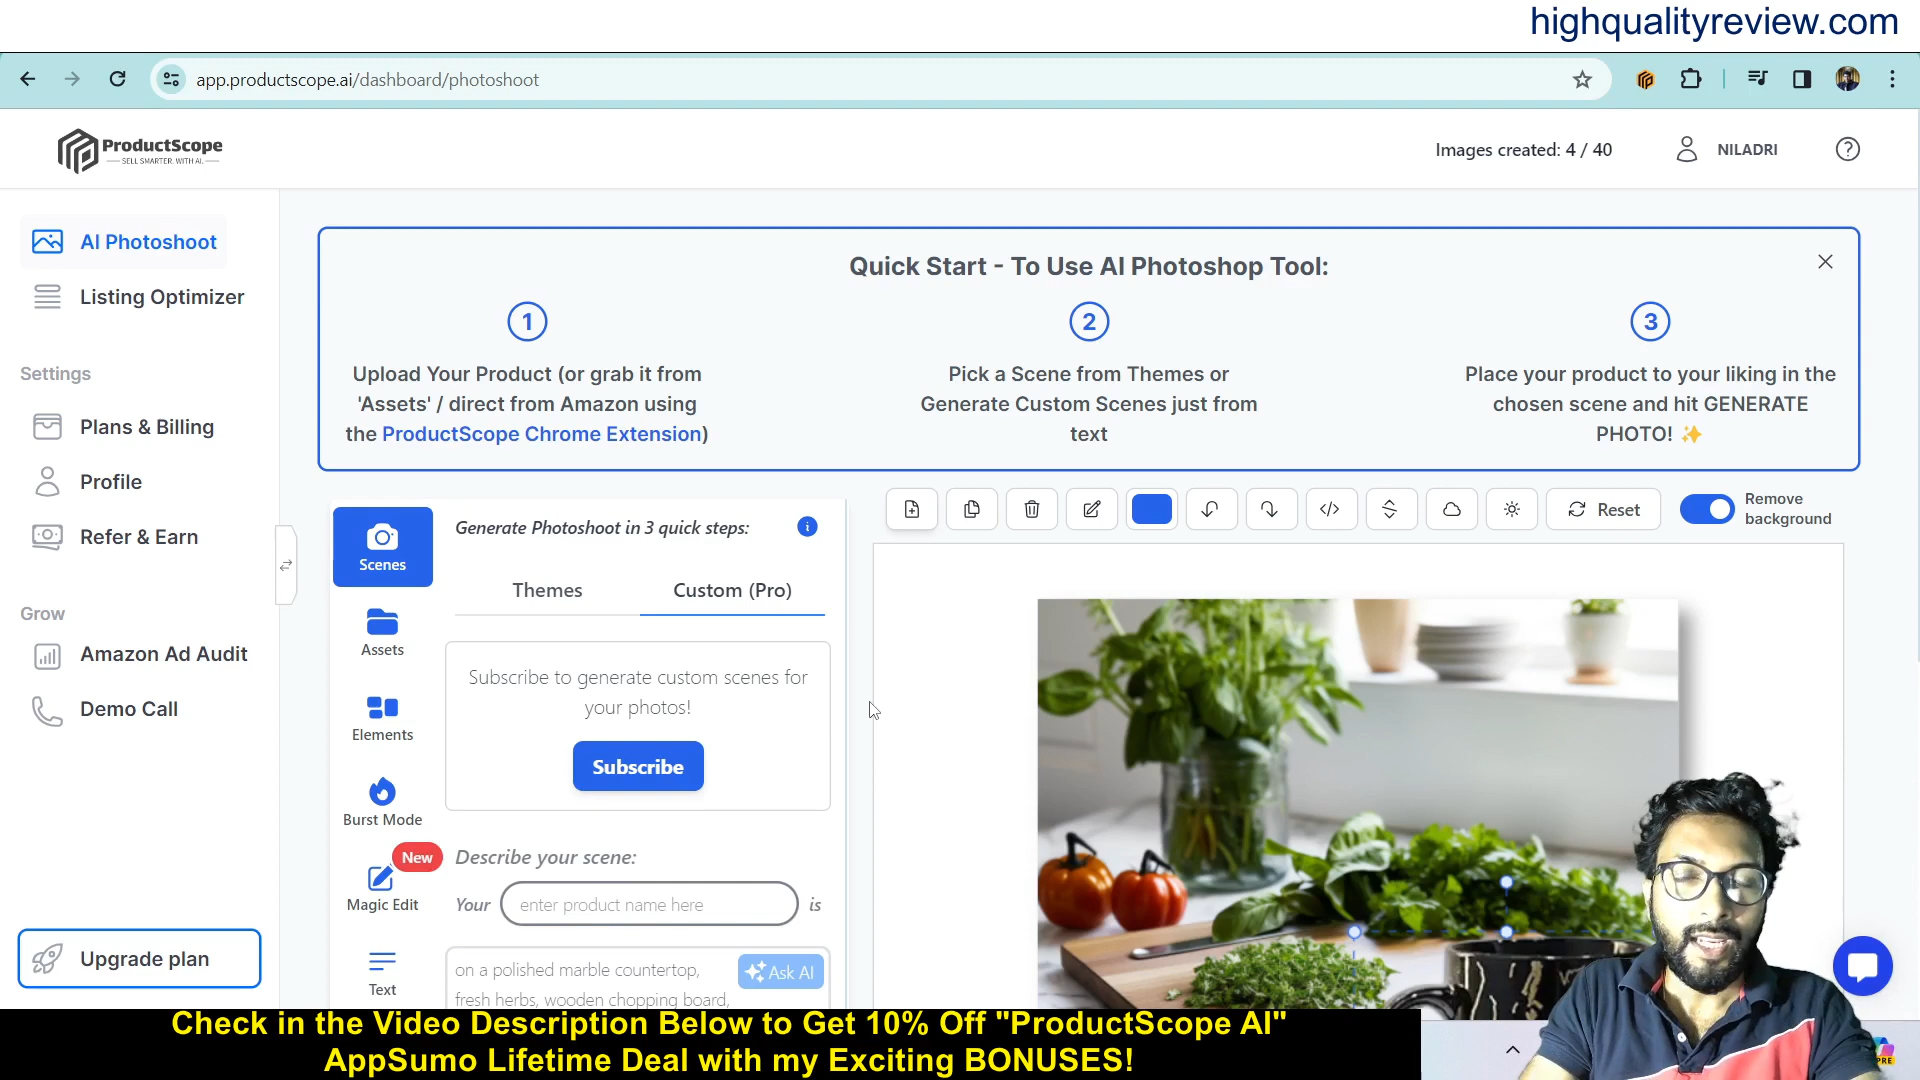 highqualityreview.com
app.productscope.ai/dashboard/photoshoot
ProductScope
SELL SMARTER. WITH AI.
Images created: 4 / 40
NILADRI
AI Photoshoot
Listing Optimizer
Settings
Plans & Billing
Profile
Refer & Earn
Grow
Amazon Ad Audit
Demo Call
Upgrade plan
Quick Start - To Use AI Photoshop Tool:
1
Upload Your Product (or grab it from
'Assets' / direct from Amazon using
the ProductScope Chrome Extension)
2
Pick a Scene from Themes or
Generate Custom Scenes just from
text
3
Place your product to your liking in the
chosen scene and hit GENERATE
PHOTO! ✨
Scenes
Assets
Elements
Burst Mode
New
Magic Edit
Text
Generate Photoshoot in 3 quick steps:
Themes
Custom (Pro)
Subscribe to generate custom scenes for
your photos!
Subscribe
Describe your scene:
Your enter product name here is
on a polished marble countertop,
fresh herbs, wooden chopping board,
Ask AI
Reset
Remove
background
Check in the Video Description Below to Get 10% Off "ProductScope AI"
AppSumo Lifetime Deal with my Exciting BONUSES!
PRE